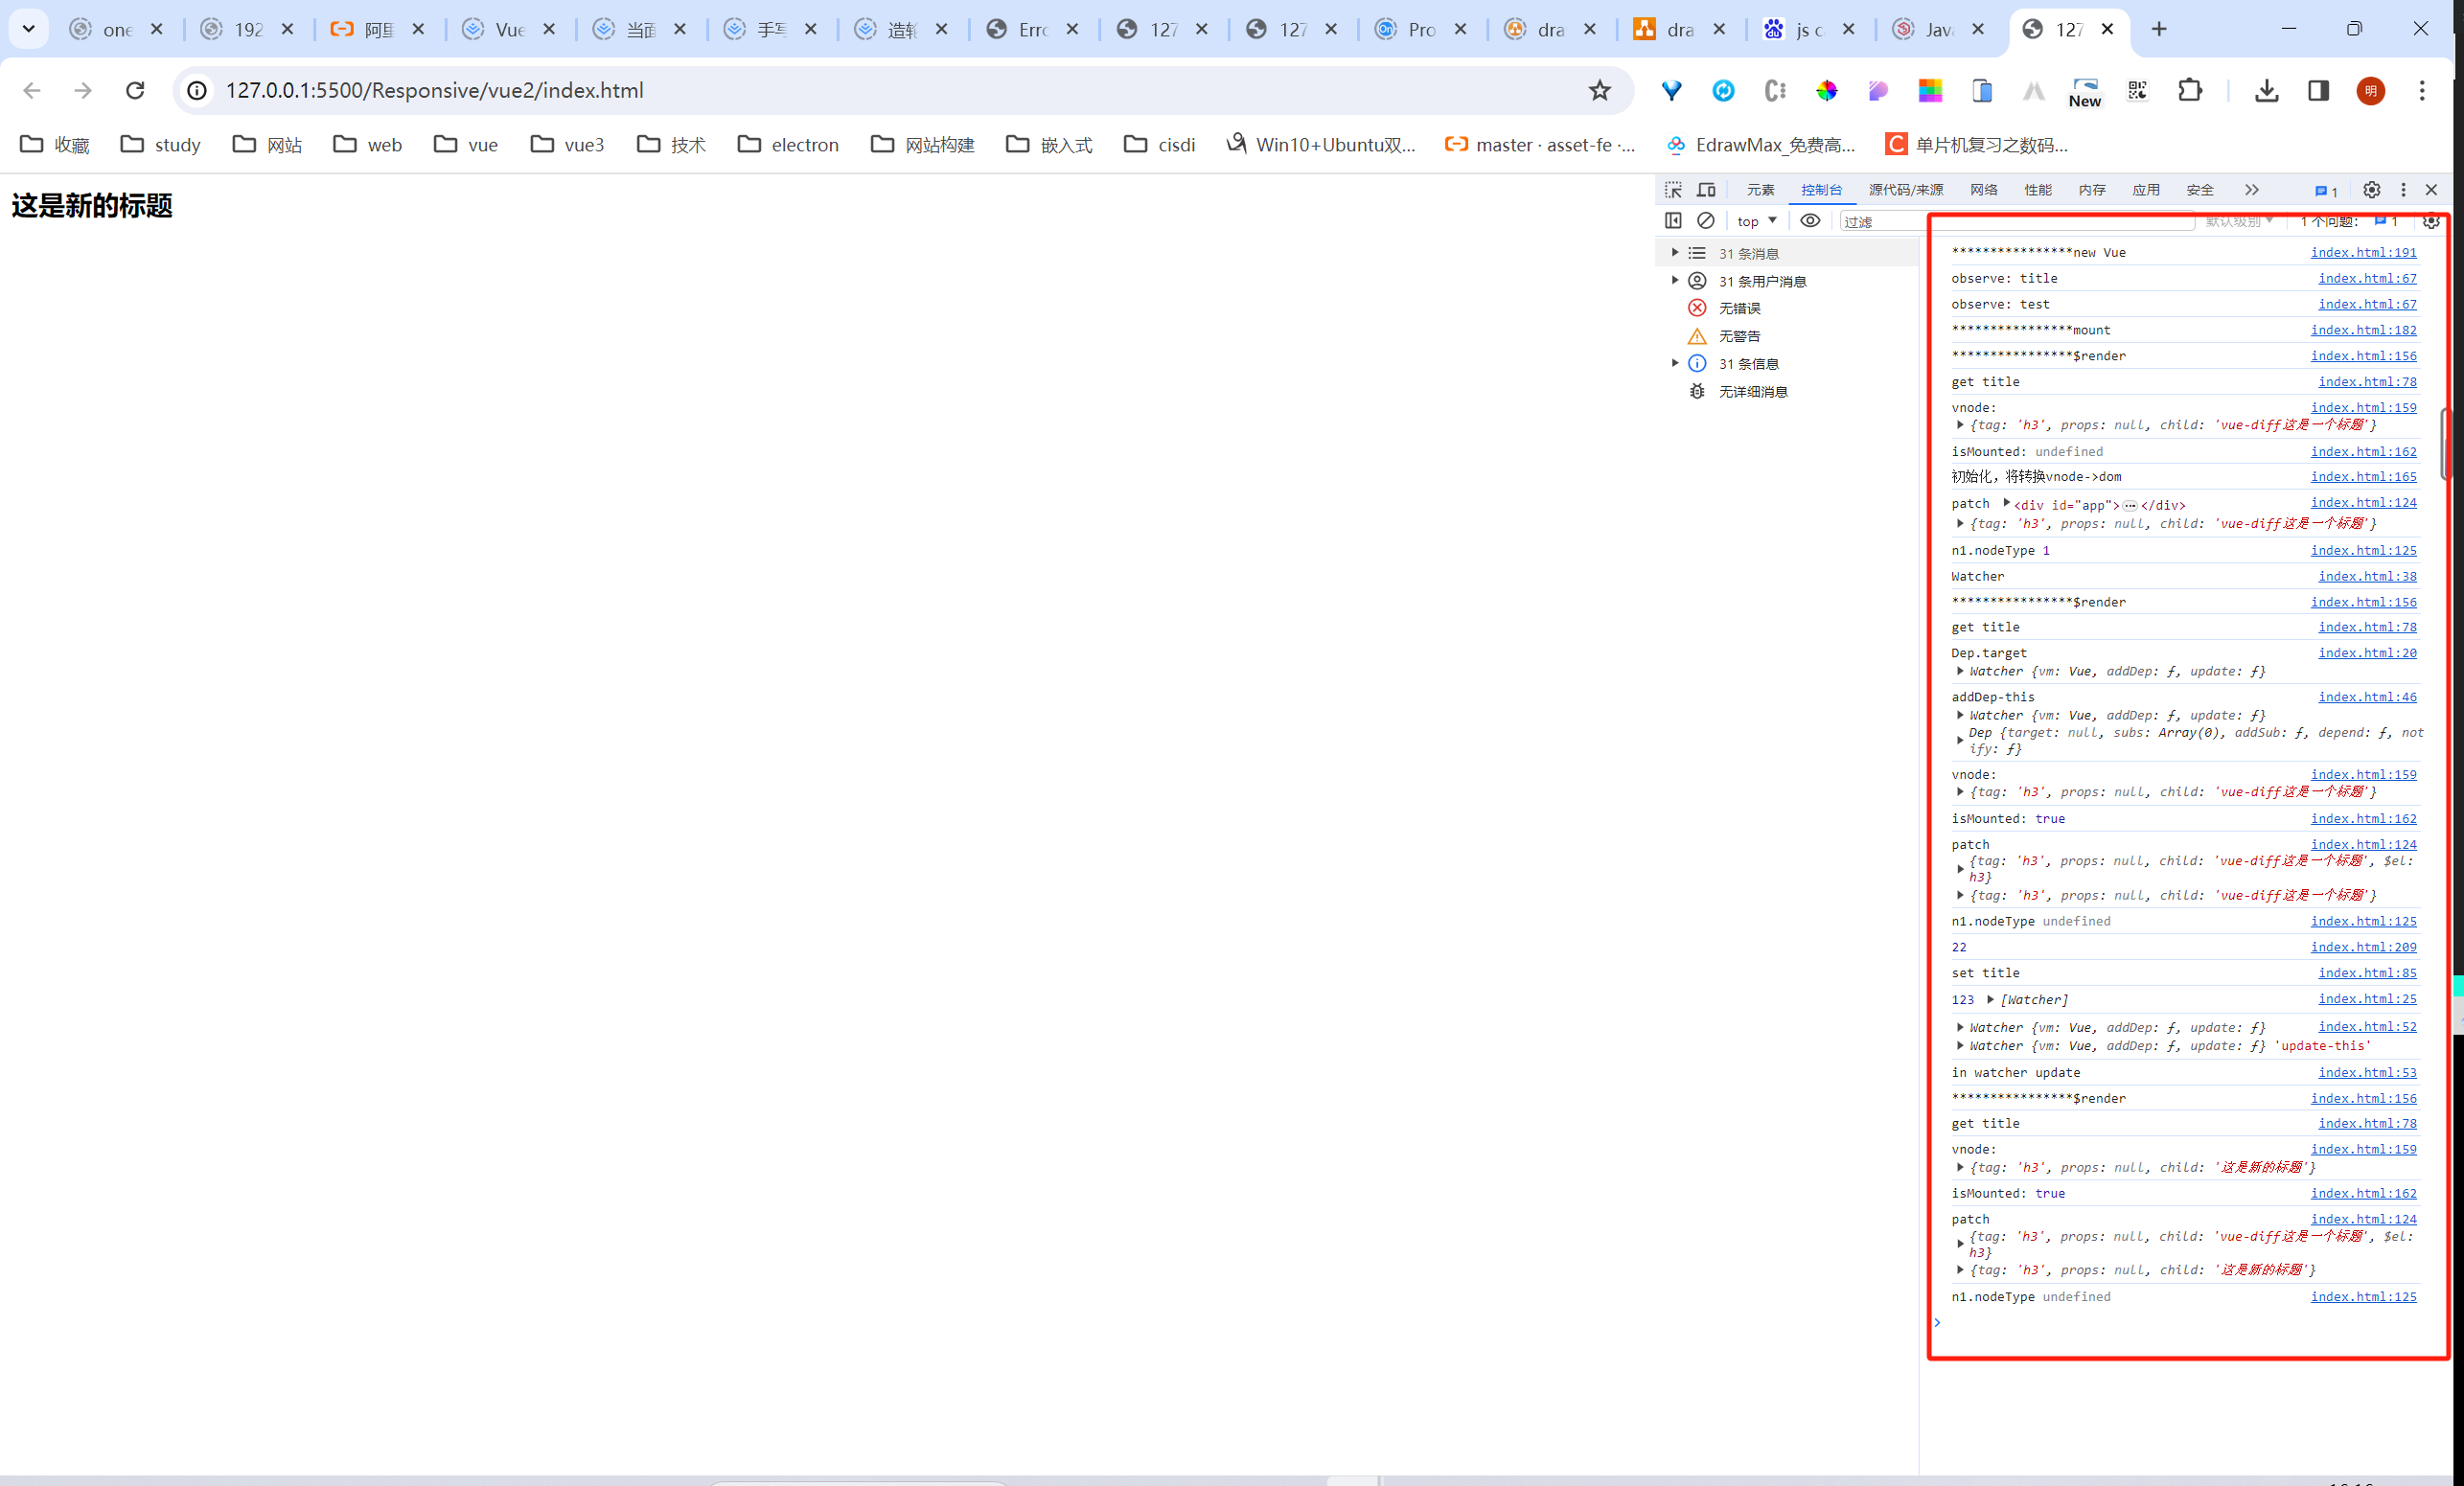 one
192
阿里
Vue
当面
手写
造轮
Erro
127
127
Pro
dra
dra
js c
Java
127
127.0.0.1:5500/Responsive/vue2/index.html
New
明
收藏
study
网站
web
vue
vue3
技术
electron
网站构建
嵌入式
cisdi
Win10+Ubuntu双...
master · asset-fe ·...
EdrawMax_免费高...
单片机复习之数码...
这是新的标题
元素
控制台
源代码/来源
网络
性能
内存
应用
安全
1
top
过滤
默认级别
1 个问题:
1
31 条消息
31 条用户消息
无错误
无警告
31 条信息
无详细消息
****************new Vue index.html:191
observe: title index.html:67
observe: test index.html:67
****************mount index.html:182
****************$render index.html:156
get title index.html:78
vnode: index.html:159
{tag: 'h3', props: null, child: 'vue-diff这是一个标题'}
isMounted: undefined index.html:162
初始化，将转换vnode->dom index.html:165
patch <div id="app">…</div> index.html:124
{tag: 'h3', props: null, child: 'vue-diff这是一个标题'}
n1.nodeType 1 index.html:125
Watcher index.html:38
****************$render index.html:156
get title index.html:78
Dep.target index.html:20
Watcher {vm: Vue, addDep: ƒ, update: ƒ}
addDep-this index.html:46
Watcher {vm: Vue, addDep: ƒ, update: ƒ}
Dep {target: null, subs: Array(0), addSub: ƒ, depend: ƒ, not
ify: ƒ}
vnode: index.html:159
{tag: 'h3', props: null, child: 'vue-diff这是一个标题'}
isMounted: true index.html:162
patch index.html:124
{tag: 'h3', props: null, child: 'vue-diff这是一个标题', $el:
h3}
{tag: 'h3', props: null, child: 'vue-diff这是一个标题'}
n1.nodeType undefined index.html:125
22 index.html:209
set title index.html:85
123 [Watcher] index.html:25
Watcher {vm: Vue, addDep: ƒ, update: ƒ} index.html:52
Watcher {vm: Vue, addDep: ƒ, update: ƒ} 'update-this'
in watcher update index.html:53
****************$render index.html:156
get title index.html:78
vnode: index.html:159
{tag: 'h3', props: null, child: '这是新的标题'}
isMounted: true index.html:162
patch index.html:124
{tag: 'h3', props: null, child: 'vue-diff这是一个标题', $el:
h3}
{tag: 'h3', props: null, child: '这是新的标题'}
n1.nodeType undefined index.html:125